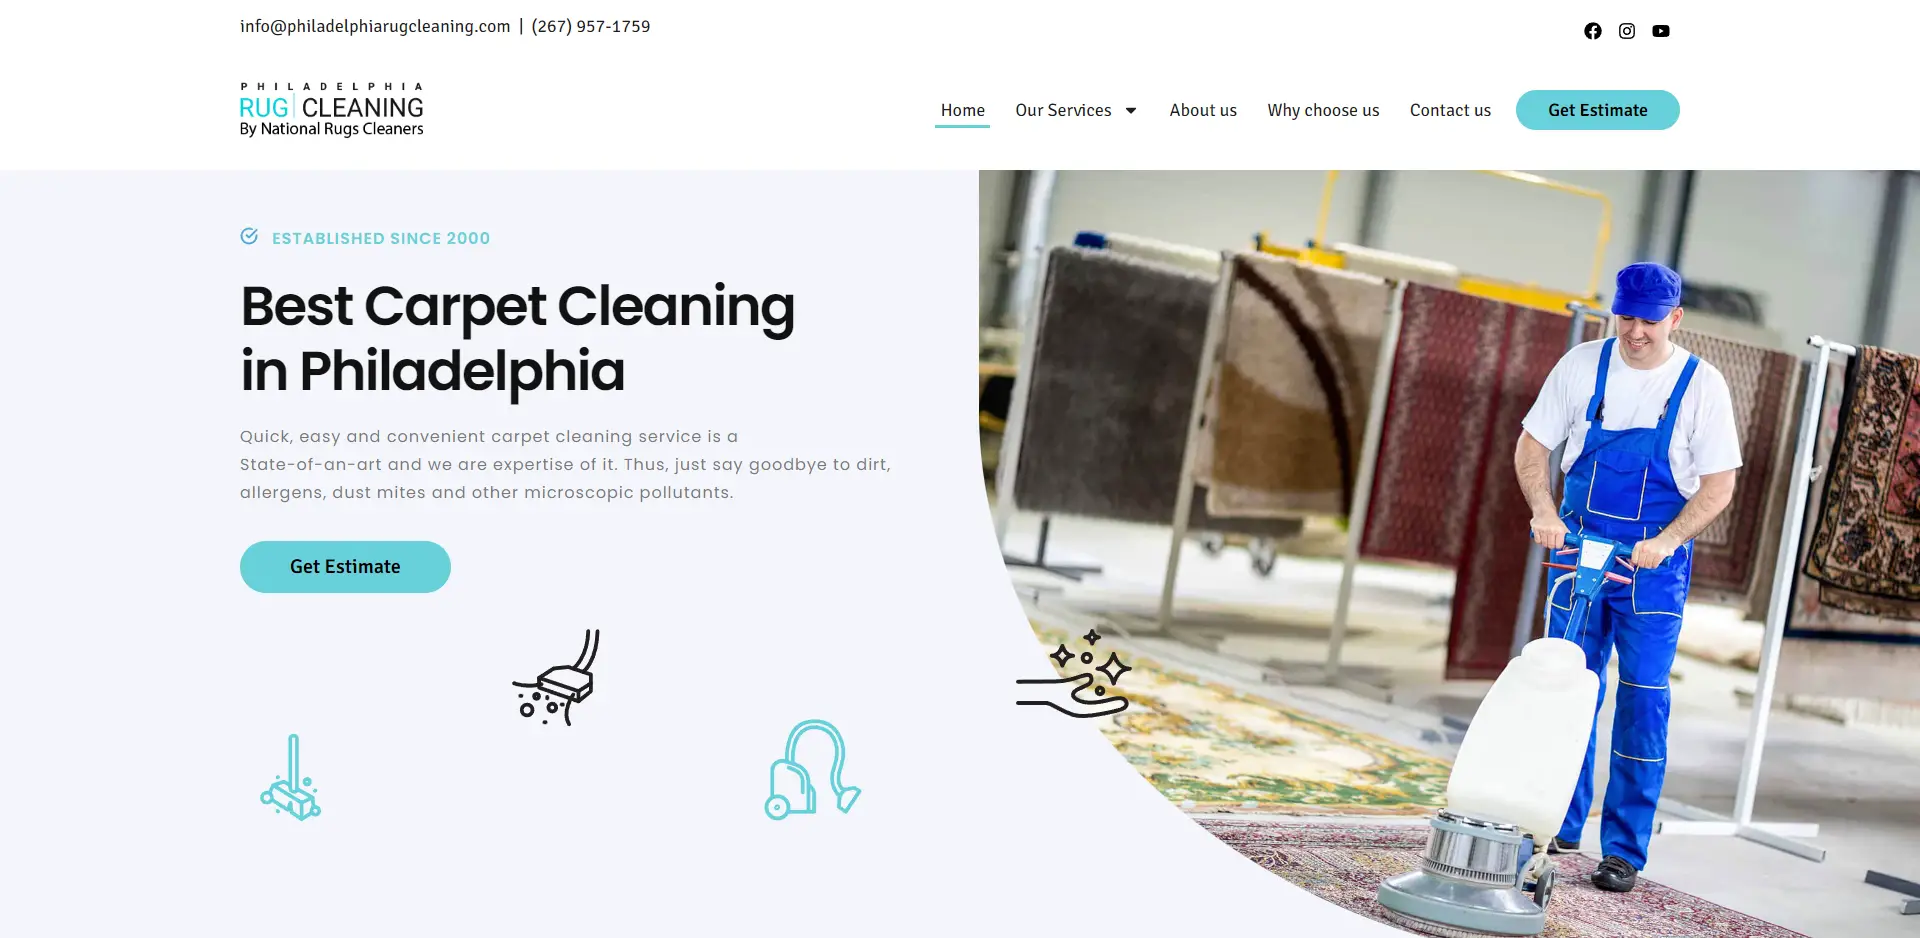 info@philadelphiarugcleaning.com | (267) 957-1759
PHILADELPHIA
RUG CLEANING
By National Rugs Cleaners
Home Our Services About us Why choose us Contact us Get Estimate
ESTABLISHED SINCE 2000
Best Carpet Cleaning
in Philadelphia
Quick, easy and convenient carpet cleaning service is a
State-of-an-art and we are expertise of it. Thus, just say goodbye to dirt,
allergens, dust mites and other microscopic pollutants.
Get Estimate